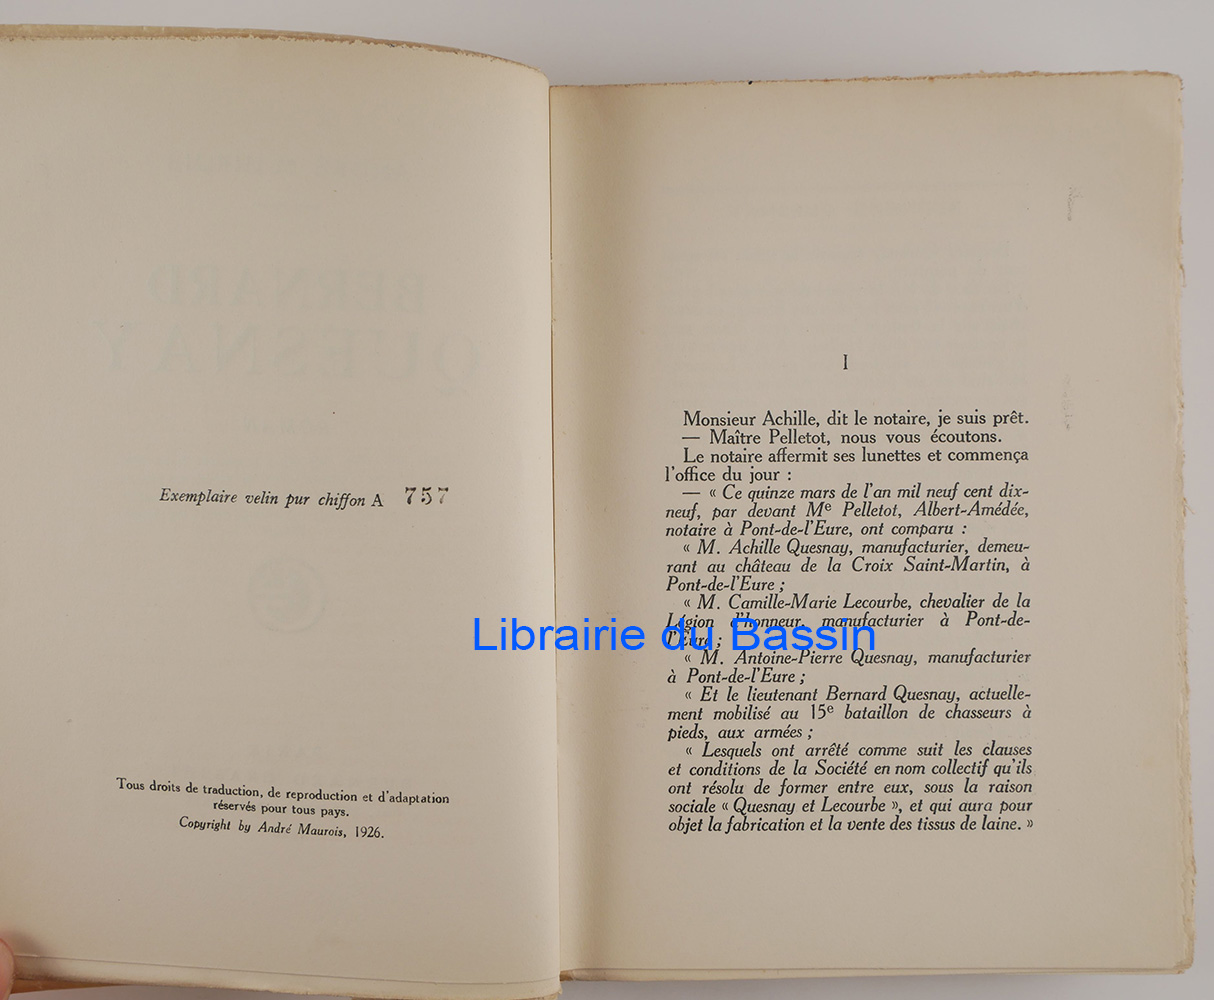 Exemplaire velin pur chiffon A 757
Tous droits de traduction, de reproduction et d'adaptation
réservés pour tous pays.
Copyright by André Maurois, 1926.
I
Monsieur Achille, dit le notaire, je suis prêt.
— Maître Pelletot, nous vous écoutons.
Le notaire affermit ses lunettes et commença
l'office du jour :
— « Ce quinze mars de l'an mil neuf cent dix-
neuf, par devant Me Pelletot, Albert-Amédée,
notaire à Pont-de-l'Eure, ont comparu :
« M. Achille Quesnay, manufacturier, demeu-
rant au château de la Croix Saint-Martin, à
Pont-de-l'Eure ;
« M. Camille-Marie Lecourbe, chevalier de la
Légion d'honneur, manufacturier à Pont-de-
l'Eure ;
« M. Antoine-Pierre Quesnay, manufacturier
à Pont-de-l'Eure ;
« Et le lieutenant Bernard Quesnay, actuelle-
ment mobilisé au 15e bataillon de chasseurs à
pieds, aux armées ;
« Lesquels ont arrêté comme suit les clauses
et conditions de la Société en nom collectif qu'ils
ont résolu de former entre eux, sous la raison
sociale « Quesnay et Lecourbe », et qui aura pour
objet la fabrication et la vente des tissus de laine. »
Librairie du Bassin
BERNARD
QUESNAY